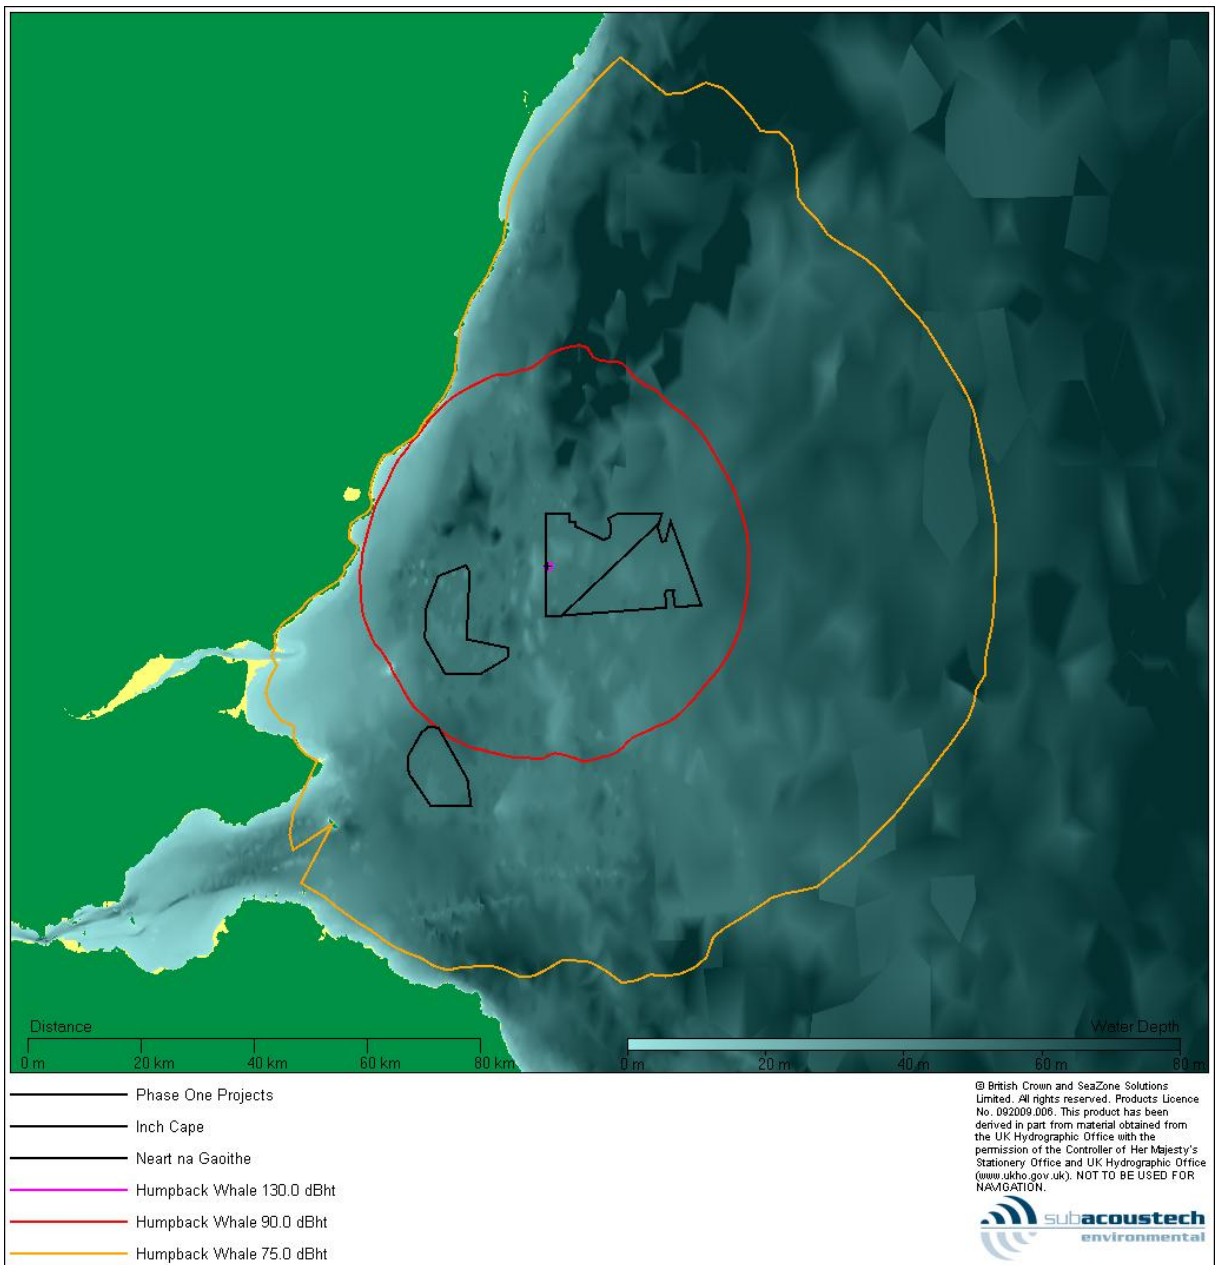 Distance
0 m 20 km 40 km 60 km 80 km
Water Depth
0 m 20 m 40 m 60 m 80 m
Phase One Projects
Inch Cape
Neart na Gaoithe
Humpback Whale 130.0 dBht
Humpback Whale 90.0 dBht
Humpback Whale 75.0 dBht
© British Crown and SeaZone Solutions
Limited. All rights reserved. Products Licence
No. 092009.006. This product has been
derived in part from material obtained from
the UK Hydrographic Office with the
permission of the Controller of Her Majesty's
Stationery Office and UK Hydrographic Office
(www.ukho.gov.uk). NOT TO BE USED FOR
NAVIGATION.
subacoustech
environmental